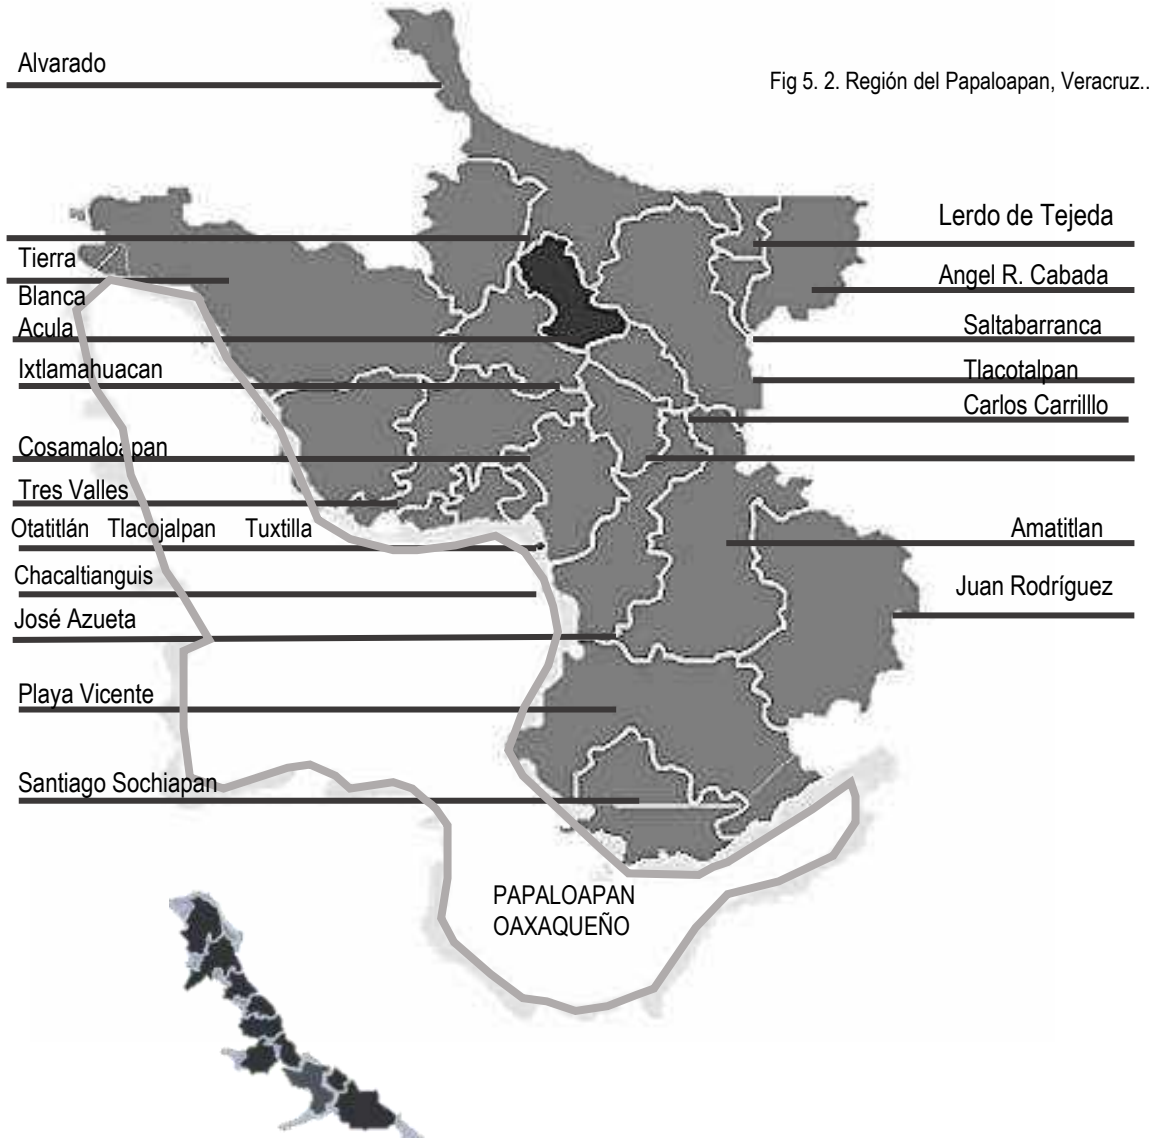 Alvarado
Fig 5. 2. Región del Papaloapan, Veracruz..
Lerdo de Tejeda
Tierra
Blanca
Angel R. Cabada
Acula
Saltabarranca
Ixtlamahuacan
Tlacotalpan
Carlos Carrilllo
Cosamaloapan
Tres Valles
Otatitlán Tlacojalpan Tuxtilla
Amatitlan
Chacaltianguis
Juan Rodríguez
José Azueta
Playa Vicente
Santiago Sochiapan
PAPALOAPAN
OAXAQUEÑO